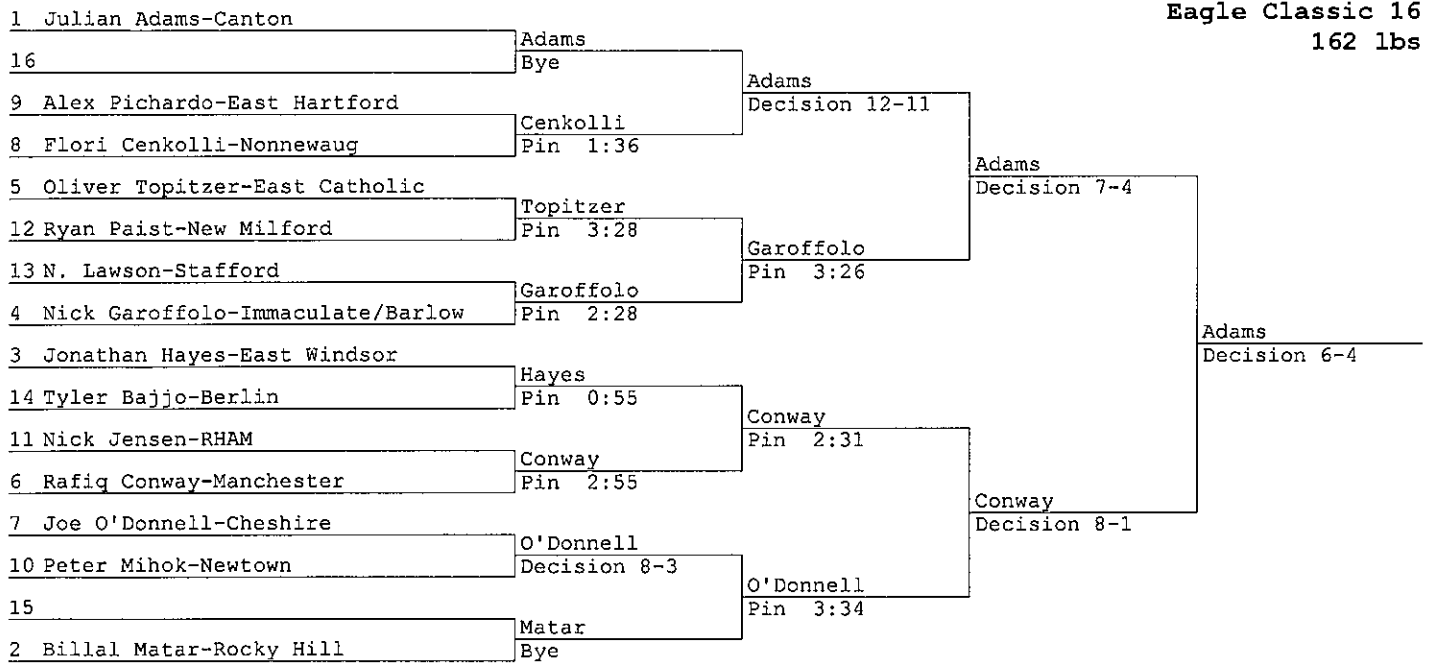 Eagle Classic 16
162 lbs
1 Julian Adams-Canton
16
9 Alex Pichardo-East Hartford
8 Flori Cenkolli-Nonnewaug
5 Oliver Topitzer-East Catholic
12 Ryan Paist-New Milford
13 N. Lawson-Stafford
4 Nick Garoffolo-Immaculate/Barlow
3 Jonathan Hayes-East Windsor
14 Tyler Bajjo-Berlin
11 Nick Jensen-RHAM
6 Rafiq Conway-Manchester
7 Joe O'Donnell-Cheshire
10 Peter Mihok-Newtown
15
2 Billal Matar-Rocky Hill
Adams
Bye
Cenkolli
Pin 1:36
Topitzer
Pin 3:28
Garoffolo
Pin 2:28
Hayes
Pin 0:55
Conway
Pin 2:55
O'Donnell
Decision 8-3
Matar
Bye
Adams
Decision 12-11
Garoffolo
Pin 3:26
Conway
Pin 2:31
O'Donnell
Pin 3:34
Adams
Decision 7-4
Conway
Decision 8-1
Adams
Decision 6-4